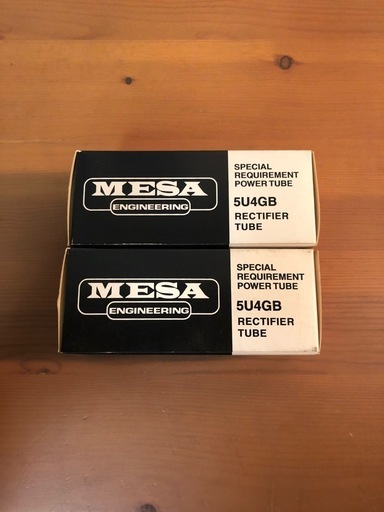 MESA
ENGINEERING
SPECIAL
REQUIREMENT
POWER TUBE
5U4GB
RECTIFIER
TUBE
MESA
ENGINEERING
SPECIAL
REQUIREMENT
POWER TUBE
5U4GB
RECTIFIER
TUBE